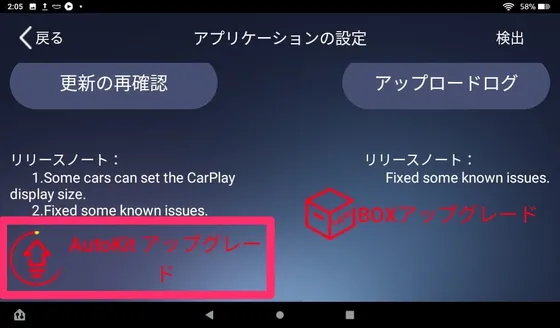 2:05
58%
戻る
アプリケーションの設定
検出
更新の再確認
アップロードログ
リリースノート：
1.Some cars can set the CarPlay
display size.
2.Fixed some known issues.
リリースノート：
Fixed some known issues.
AutoKit アップグレー
ド
BOXアップグレード